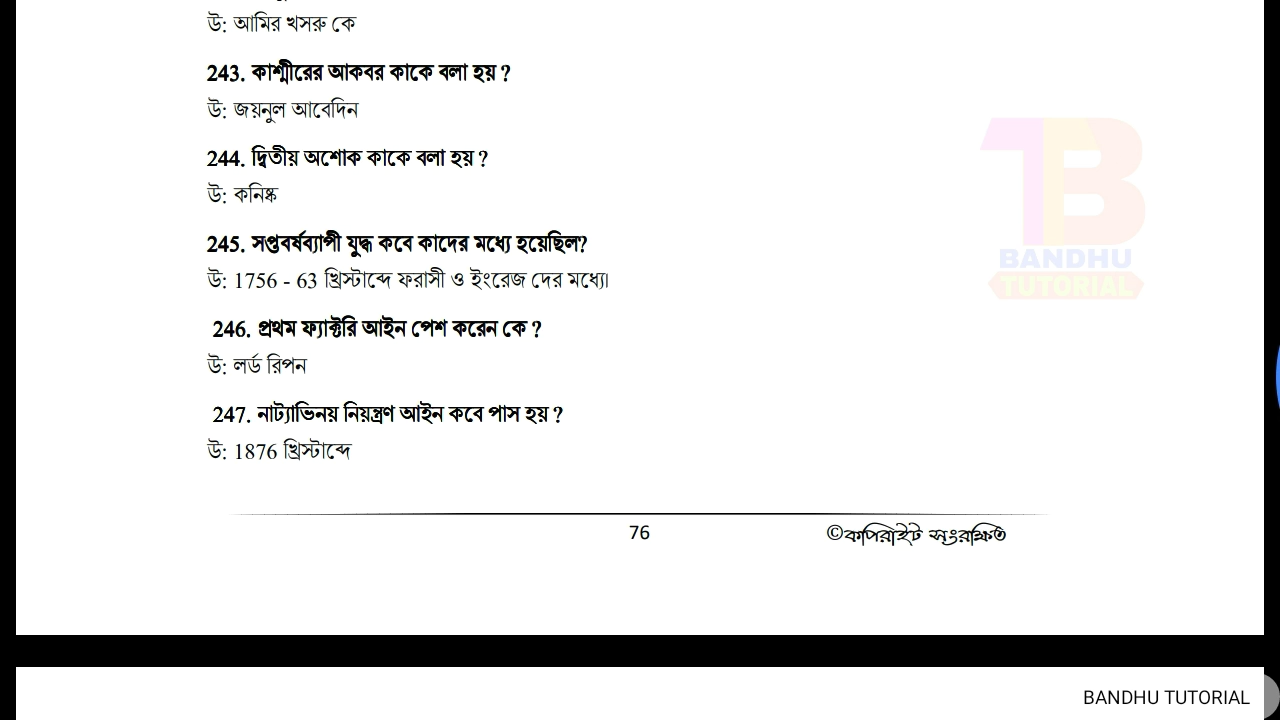 উ: আমির খসরু কে
243. কাশ্মীরের আকবর কাকে বলা হয় ?
উ: জয়নুল আবেদিন
244. দ্বিতীয় অশোক কাকে বলা হয় ?
উ: কনিষ্ক
245. সপ্তবর্ষব্যাপী যুদ্ধ কবে কাদের মধ্যে হয়েছিল?
উ: 1756 - 63 খ্রিস্টাব্দে ফরাসী ও ইংরেজ দের মধ্যে।
246. প্রথম ফ্যাক্টরি আইন পেশ করেন কে ?
উ: লর্ড রিপন
247. নাট্যাভিনয় নিয়ন্ত্রণ আইন কবে পাস হয় ?
উ: 1876 খ্রিস্টাব্দে
TB
BANDHU
TUTORIAL
76
©কপিরাইট সংরক্ষিত
BANDHU TUTORIAL